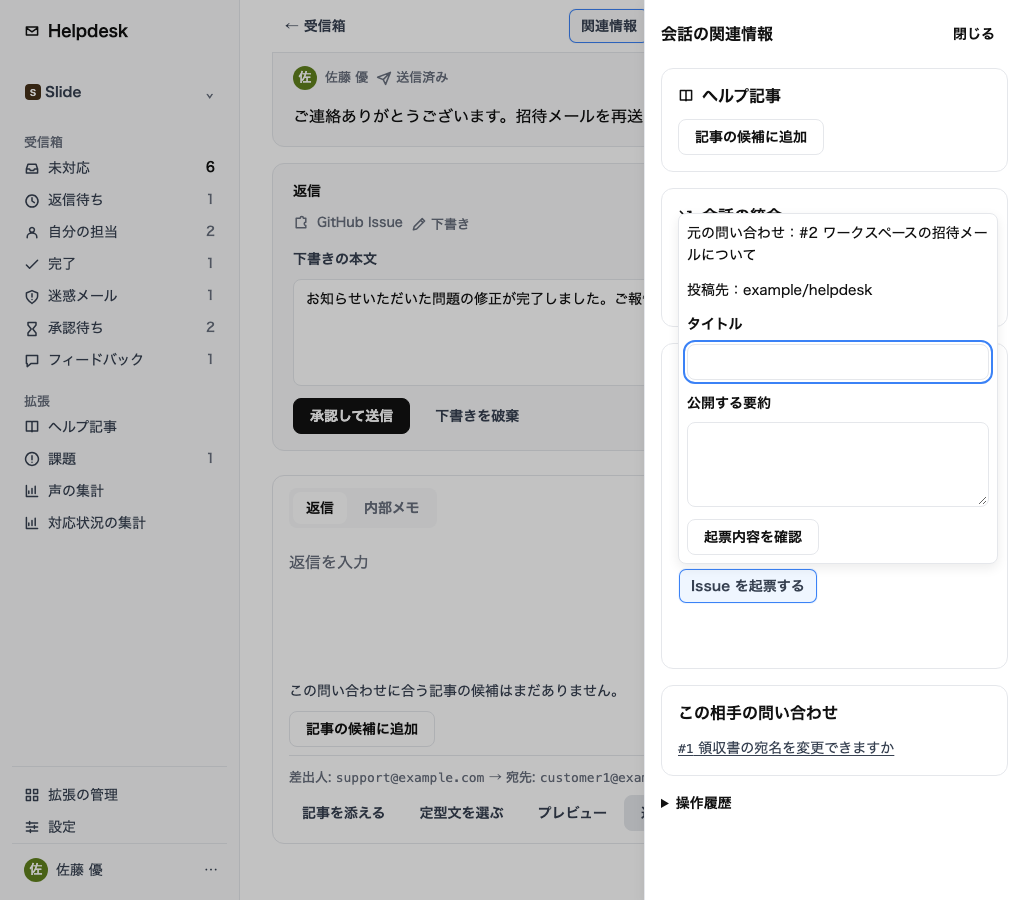 Helpdesk
S Slide
受信箱
未対応 6
返信待ち 1
自分の担当 2
完了 1
迷惑メール 1
承認待ち 2
フィードバック 1
拡張
ヘルプ記事
課題 1
声の集計
対応状況の集計
拡張の管理
設定
佐 佐藤 優 ...
← 受信箱
関連情報
佐 佐藤 優 送信済み
ご連絡ありがとうございます。招待メールを再送
返信
GitHub Issue 下書き
下書きの本文
お知らせいただいた問題の修正が完了しました。ご報
承認して送信 下書きを破棄
返信 内部メモ
返信を入力
この問い合わせに合う記事の候補はまだありません。
記事の候補に追加
差出人: support@example.com → 宛先: customer1@exam
記事を添える 定型文を選ぶ プレビュー
会話の関連情報 閉じる
ヘルプ記事
記事の候補に追加
元の問い合わせ：#2 ワークスペースの招待メー
ルについて
投稿先：example/helpdesk
タイトル
公開する要約
起票内容を確認
Issue を起票する
この相手の問い合わせ
#1 領収書の宛名を変更できますか
▶ 操作履歴